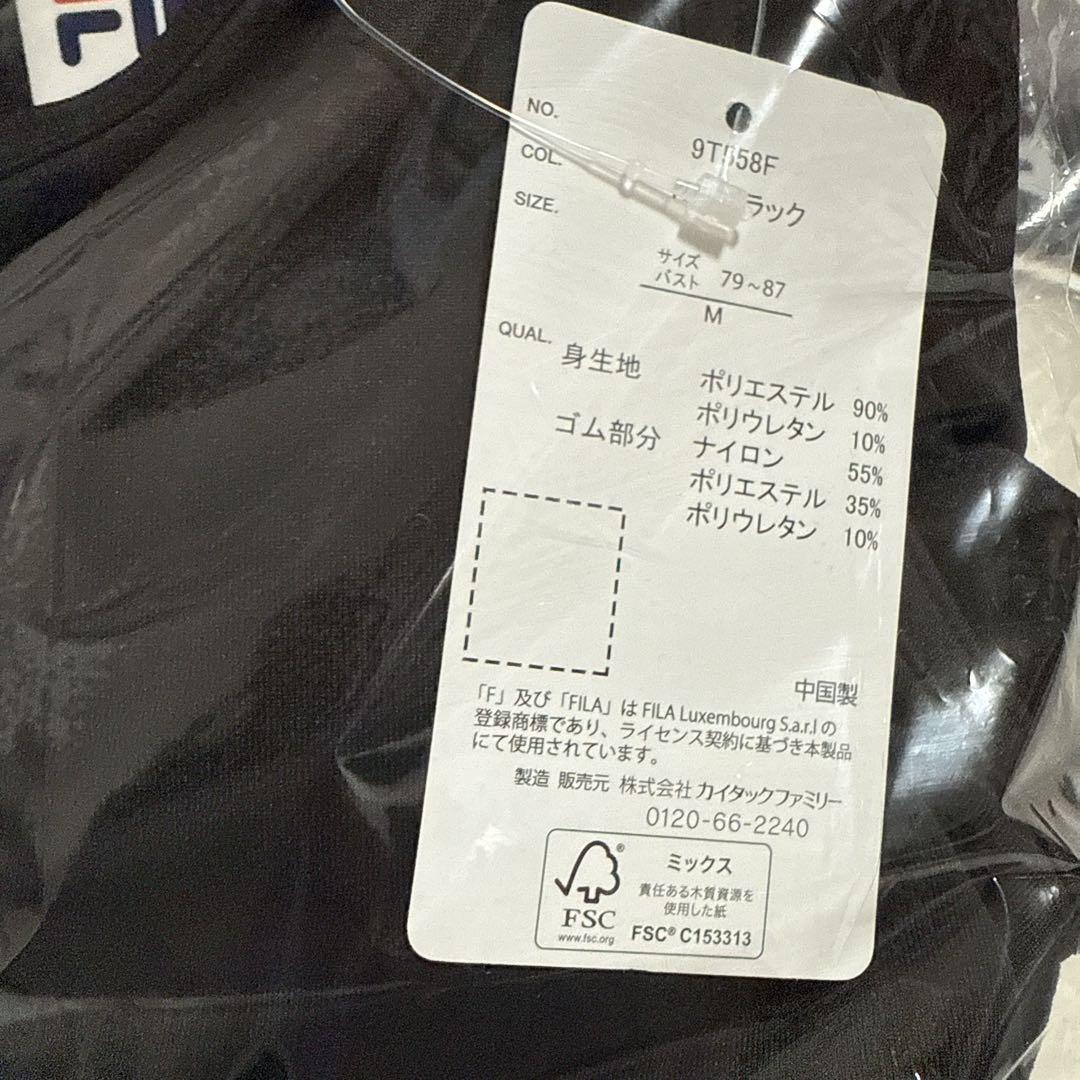 NO.
9T558F
COL.
ラック
SIZE.
サイズ
バスト 79~87
M
QUAL.
身生地 ポリエステル 90%
ポリウレタン 10%
ゴム部分 ナイロン 55%
ポリエステル 35%
ポリウレタン 10%
中国製
「F」及び「FILA」は FILA Luxembourg S.a.r.l の
登録商標であり、ライセンス契約に基づき本製品
にて使用されています。
製造 販売元 株式会社 カイタックファミリー
0120-66-2240
FSC
www.fsc.org
ミックス
責任ある木質資源を
使用した紙
FSC® C153313